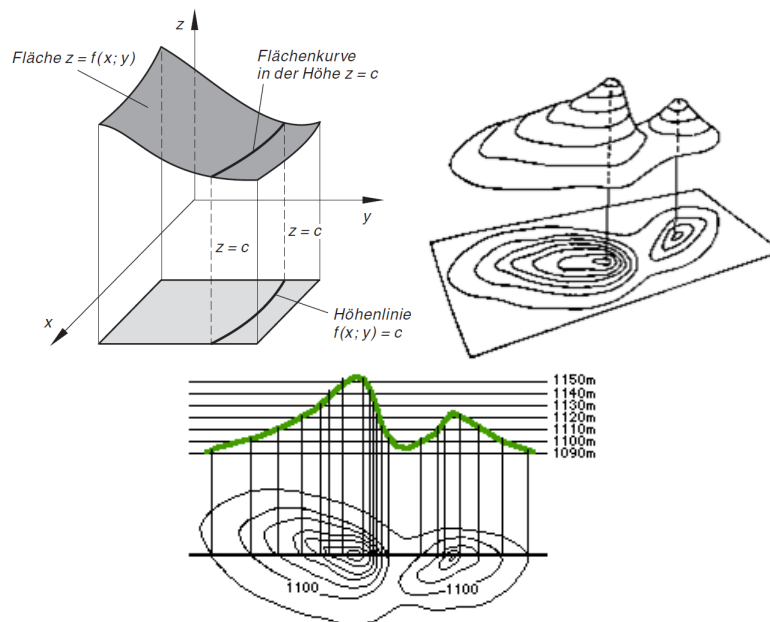 z
Fläche z = f(x; y)
Flächenkurve
in der Höhe z = c
y
z = c
z = c
x
Höhenlinie
f(x; y) = c
1150m
1140m
1130m
1120m
1110m
1100m
1090m
1100
1100